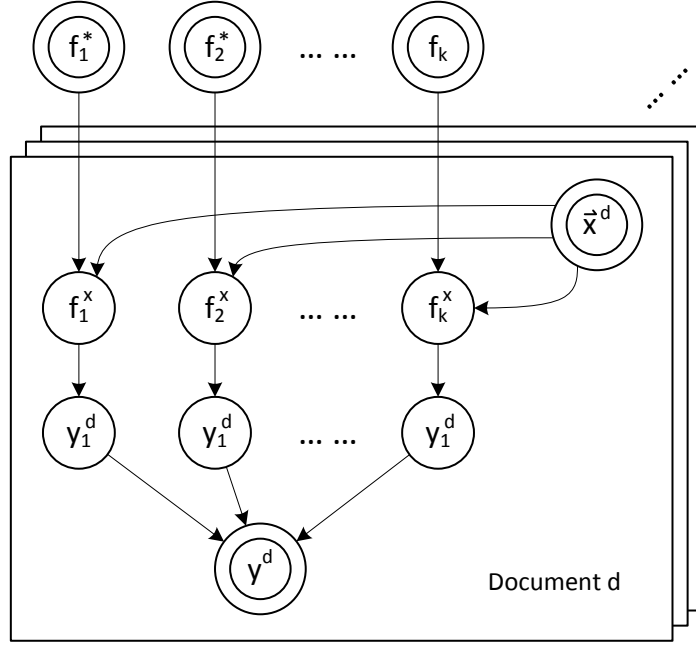 f₁* f₂* ... ... fₖ
x⃗ᵈ
f₁ˣ f₂ˣ ... ... fₖˣ
y₁ᵈ y₁ᵈ ... ... y₁ᵈ
yᵈ
Document d